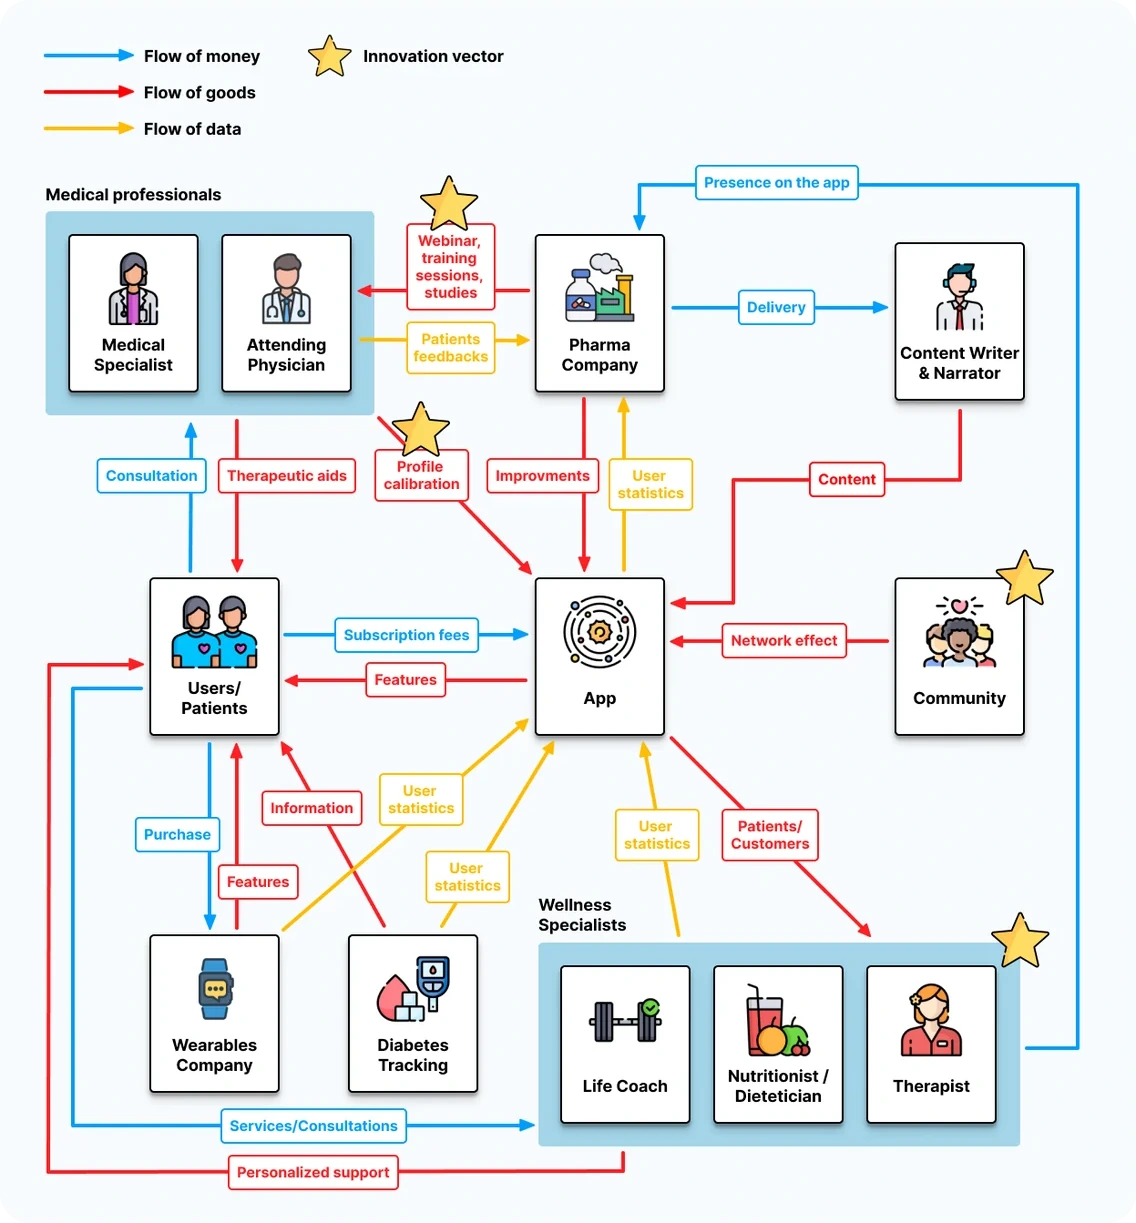 Flow of money
Innovation vector
Flow of goods
Flow of data
Presence on the app
Medical professionals
Webinar,
training
sessions,
studies
Medical
Specialist
Attending
Physician
Patients
feedbacks
Pharma
Company
Delivery
Content Writer
& Narrator
Consultation
Therapeutic aids
Profile
calibration
Improvments
User
statistics
Content
Users/
Patients
Subscription fees
Features
App
Network effect
Community
Purchase
Features
Information
User
statistics
User
statistics
User
statistics
Patients/
Customers
Wellness
Specialists
Wearables
Company
Diabetes
Tracking
Life Coach
Nutritionist /
Dietetician
Therapist
Services/Consultations
Personalized support